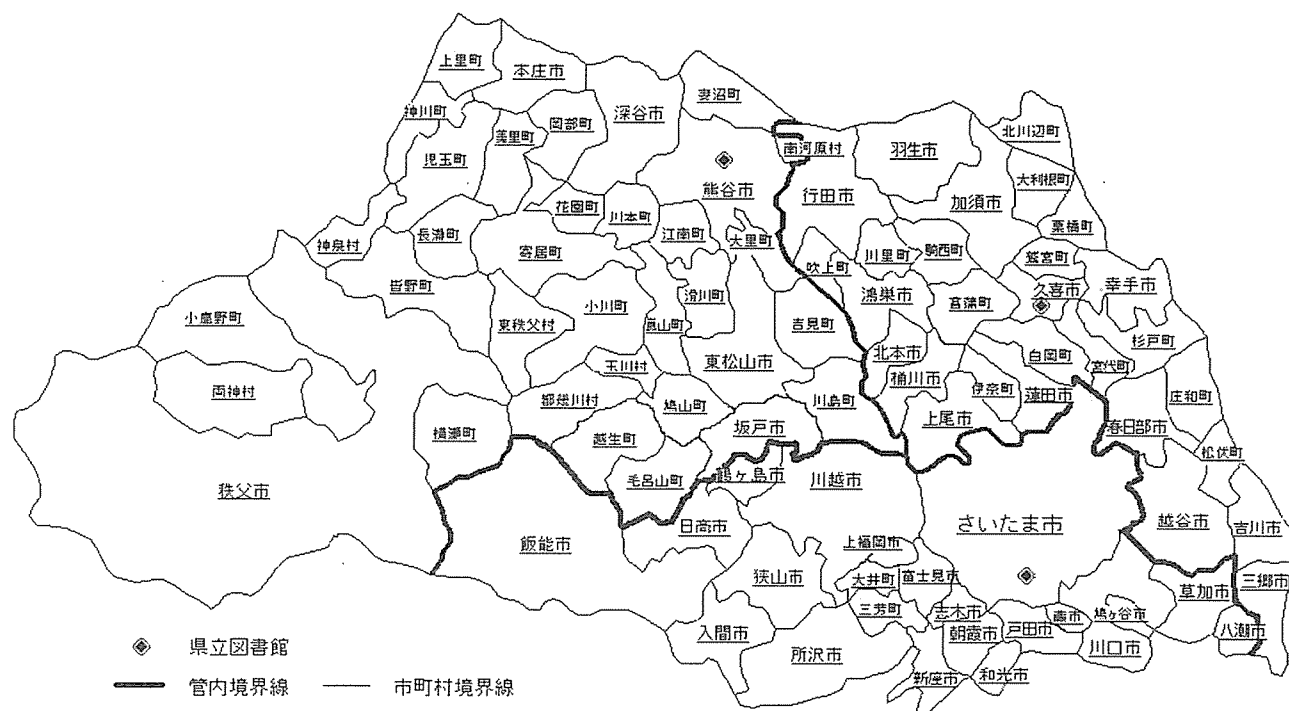 上里町
本庄市
神川町
美里町
岡部町
深谷市
妻沼町
児玉町
熊谷市
南河原村
羽生市
北川辺町
行田市
大利根町
加須市
栗橋町
神泉村
長瀞町
花園町
川本町
江南町
大里町
寄居町
吹上町
川里町
騎西町
鷲宮町
皆野町
滑川町
鴻巣市
菖蒲町
久喜市
幸手市
小鹿野町
東秩父村
小川町
嵐山町
吉見町
杉戸町
両神村
玉川村
東松山市
北本市
白岡町
宮代町
都幾川村
鳩山町
川島町
桶川市
伊奈町
蓮田市
庄和町
横瀬町
越生町
坂戸市
上尾市
春日部市
松伏町
秩父市
毛呂山町
鶴ヶ島市
川越市
さいたま市
越谷市
吉川市
飯能市
日高市
上福岡市
狭山市
大井町
富士見市
草加市
三郷市
入間市
三芳町
志木市
朝霞市
戸田市
蕨市
鳩ヶ谷市
八潮市
所沢市
新座市
和光市
川口市
県立図書館
管内境界線 市町村境界線